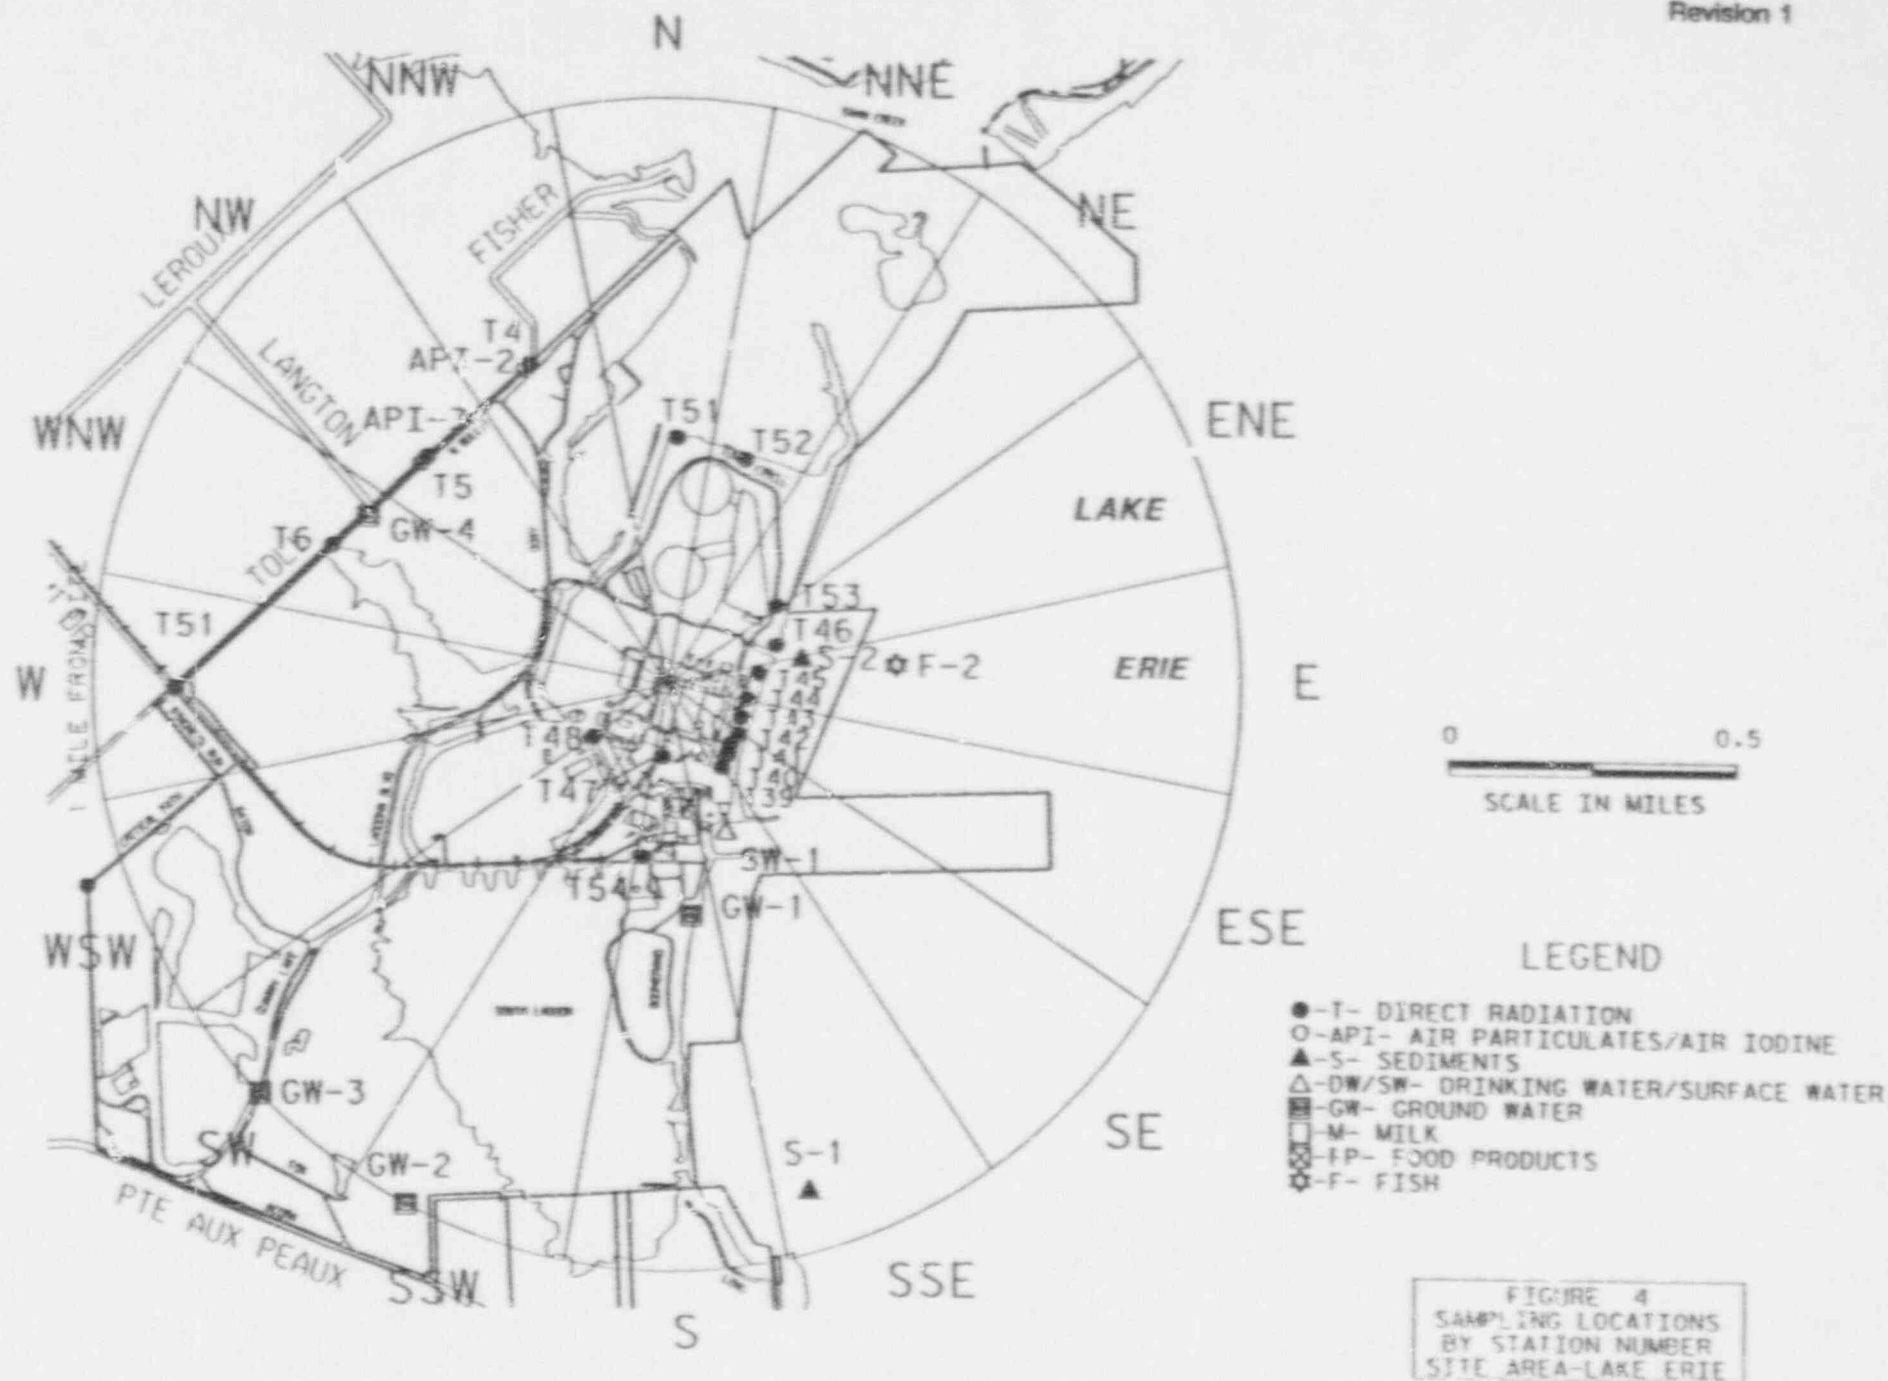 Revision 1
N
NNW
NNE
NW
NE
LEROUX
FISHER
T4
API-2
LANGTON
API-
T51
ENE
WNW
T52
T5
LAKE
T6
GW-4
TOLL
T53
T51
T46
S-2
F-2
ERIE
W
E
1 MILE FROM
T45
T44
T43
T48
T42
0 0.5
T40
T47
T39
SCALE IN MILES
SW-1
T54
GW-1
WSW
ESE
LEGEND
SOUTH LAGOON
-T- DIRECT RADIATION
-API- AIR PARTICULATES/AIR IODINE
-S- SEDIMENTS
-DW/SW- DRINKING WATER/SURFACE WATER
-GW- GROUND WATER
-M- MILK
-FP- FOOD PRODUCTS
-F- FISH
GW-3
SE
SW
GW-2
S-1
PTE AUX PEAUX
SSW
SSE
S
FIGURE 4
SAMPLING LOCATIONS
BY STATION NUMBER
SITE AREA-LAKE ERIE